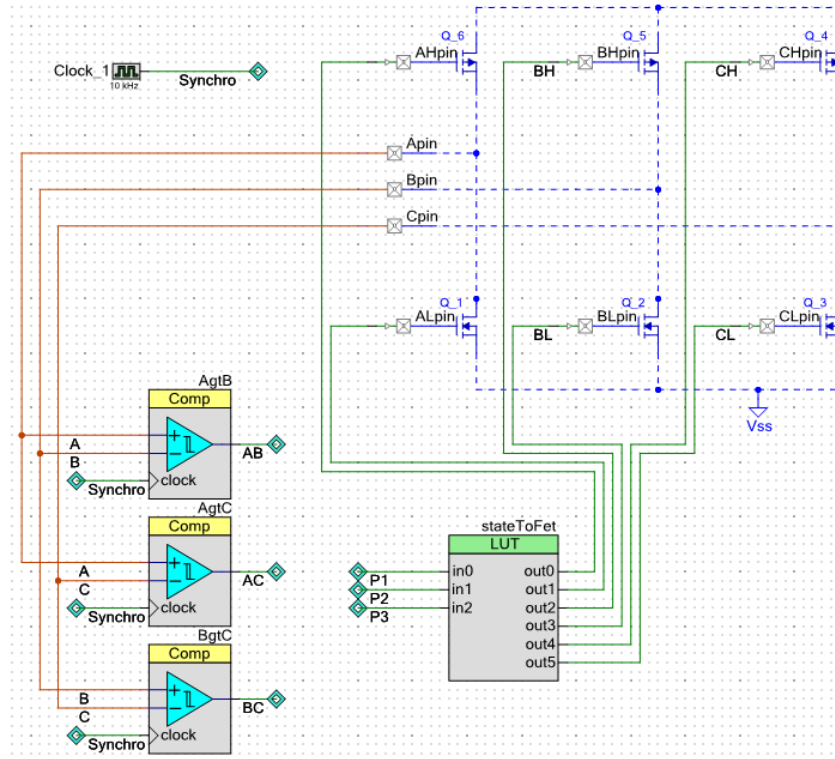 Q_6
Q_5
Q_4
AHpin
BHpin
CHpin
Clock_1
BH
CH
10 kHz
Synchro
Apin
Bpin
Cpin
Q_1
Q_2
Q_3
ALpin
BLpin
CLpin
BL
CL
AgtB
Comp
Vss
A
B
AB
Synchro
clock
AgtC
Comp
stateToFet
LUT
A
C
AC
Synchro
clock
P1
P2
P3
in0
in1
in2
out0
out1
out2
out3
out4
out5
BgtC
Comp
B
C
BC
Synchro
clock